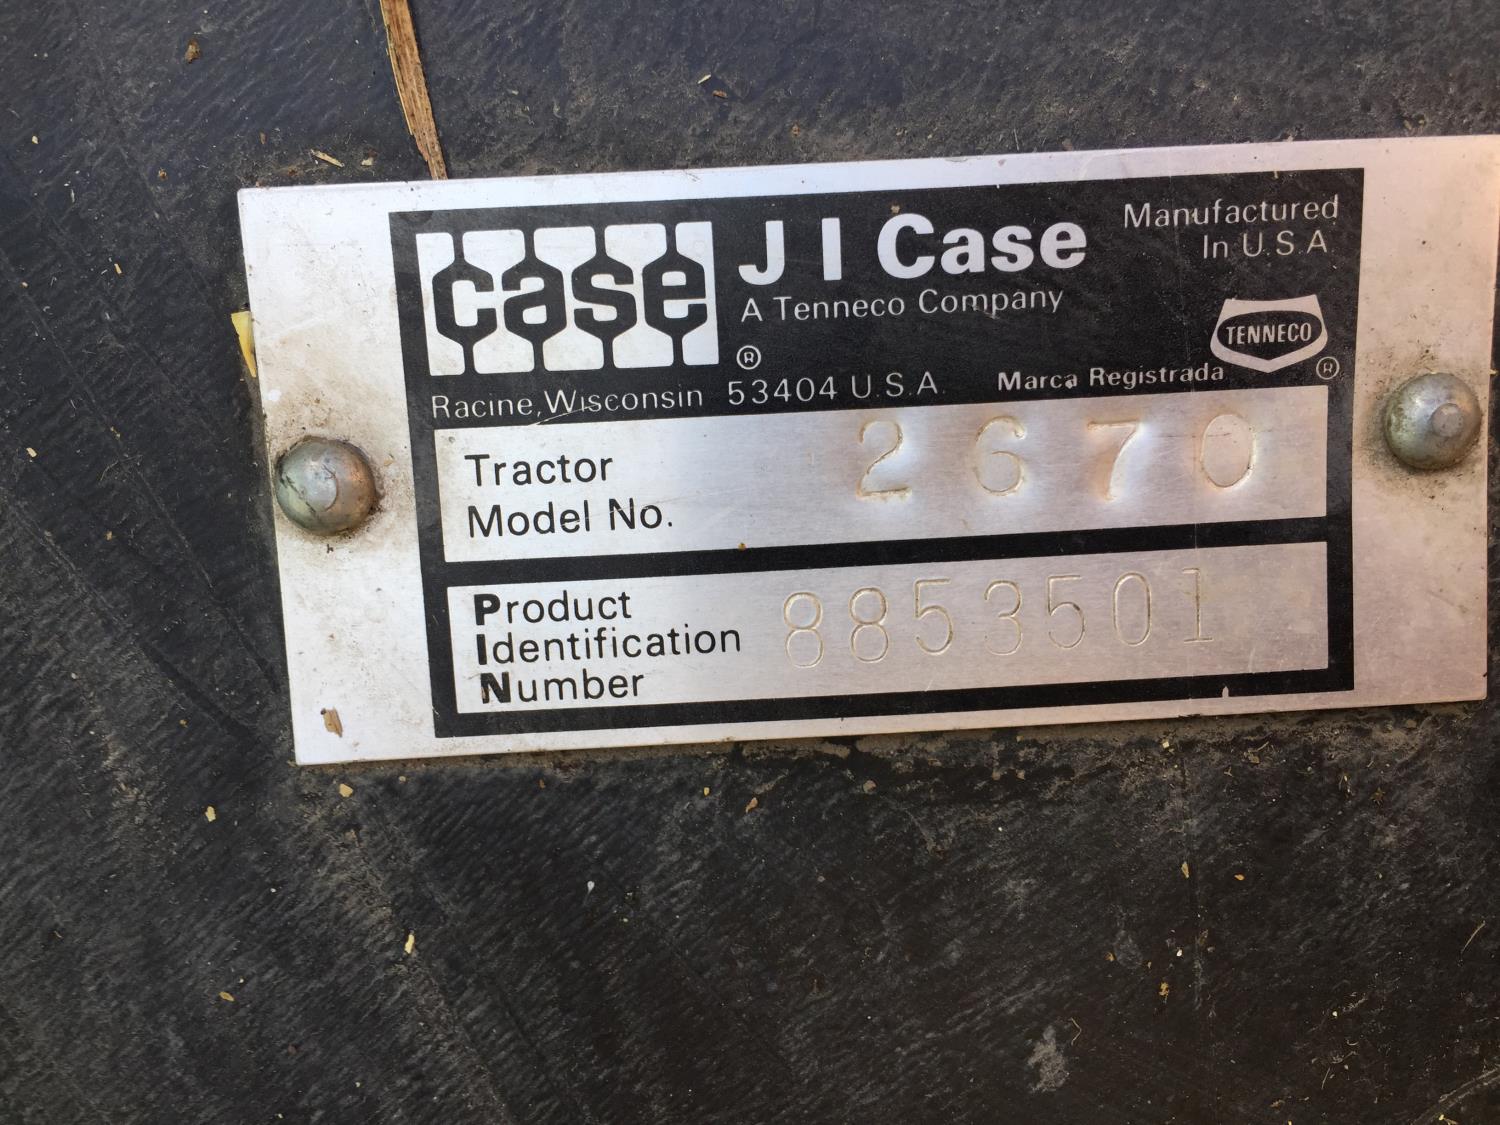 case
J I Case
A Tenneco Company
®
Manufactured
In U.S.A.
TENNECO
®
Racine, Wisconsin 53404 U.S.A. Marca Registrada
Tractor
Model No.
2670
Product
Identification
Number
8853501